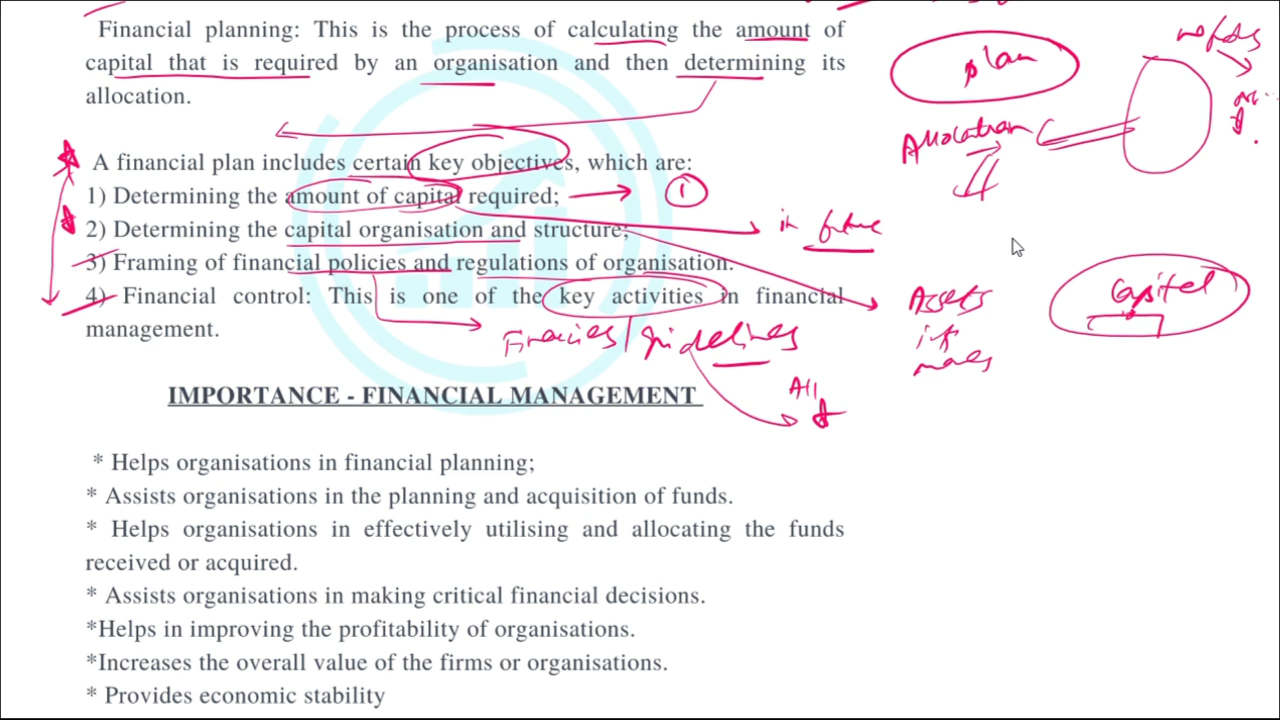 Financial planning: This is the process of calculating the amount of
capital that is required by an organisation and then determining its
allocation.
plan
Allocation
A financial plan includes certain key objectives, which are:
1) Determining the amount of capital required;
1
2) Determining the capital organisation and structure;
in future
3) Framing of financial policies and regulations of organisation.
4) Financial control: This is one of the key activities in financial
management.
Assets
Capital
guidelines
All
IMPORTANCE - FINANCIAL MANAGEMENT
* Helps organisations in financial planning;
* Assists organisations in the planning and acquisition of funds.
* Helps organisations in effectively utilising and allocating the funds
received or acquired.
* Assists organisations in making critical financial decisions.
*Helps in improving the profitability of organisations.
*Increases the overall value of the firms or organisations.
* Provides economic stability